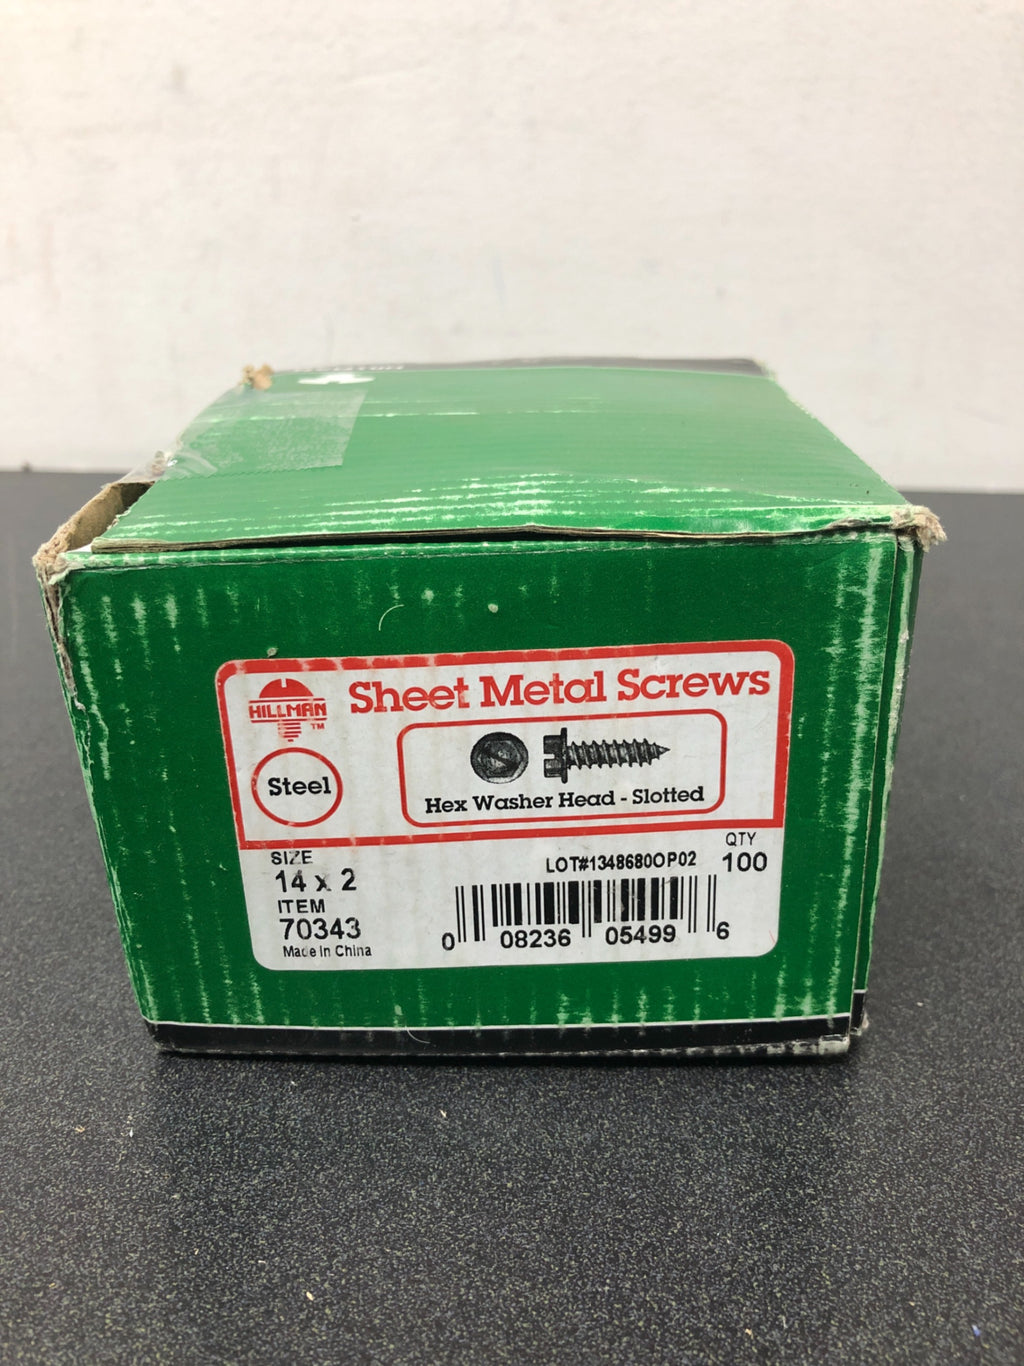 HILLMAN
TM
Sheet Metal Screws
Steel
Hex Washer Head - Slotted
SIZE
14 x 2
ITEM
70343
Made in China
LOT#1348680OP02
QTY
100
0 08236 05499 6